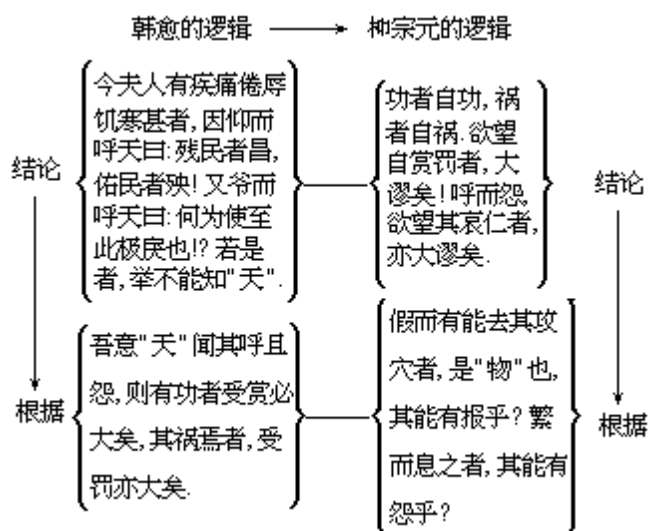 韩愈的逻辑 → 柳宗元的逻辑
今夫人有疾痛倦辱
饥寒甚者,因仰而
呼天曰:残民者昌,
佑民者殃!又爷而
呼天曰:何为使至
此极戾也!?若是
者,举不能知"天".
功者自功,祸
者自祸.欲望
自赏罚者,大
谬矣!呼而怨,
欲望其哀仁者,
亦大谬矣.
结论
结论
吾意"天"闻其呼且
怨,则有功者受赏必
大矣,其祸焉者,受
罚亦大矣.
假而有能去其攻
穴者,是"物"也,
其能有报乎?繁
而息之者,其能有
怨乎?
根据
根据